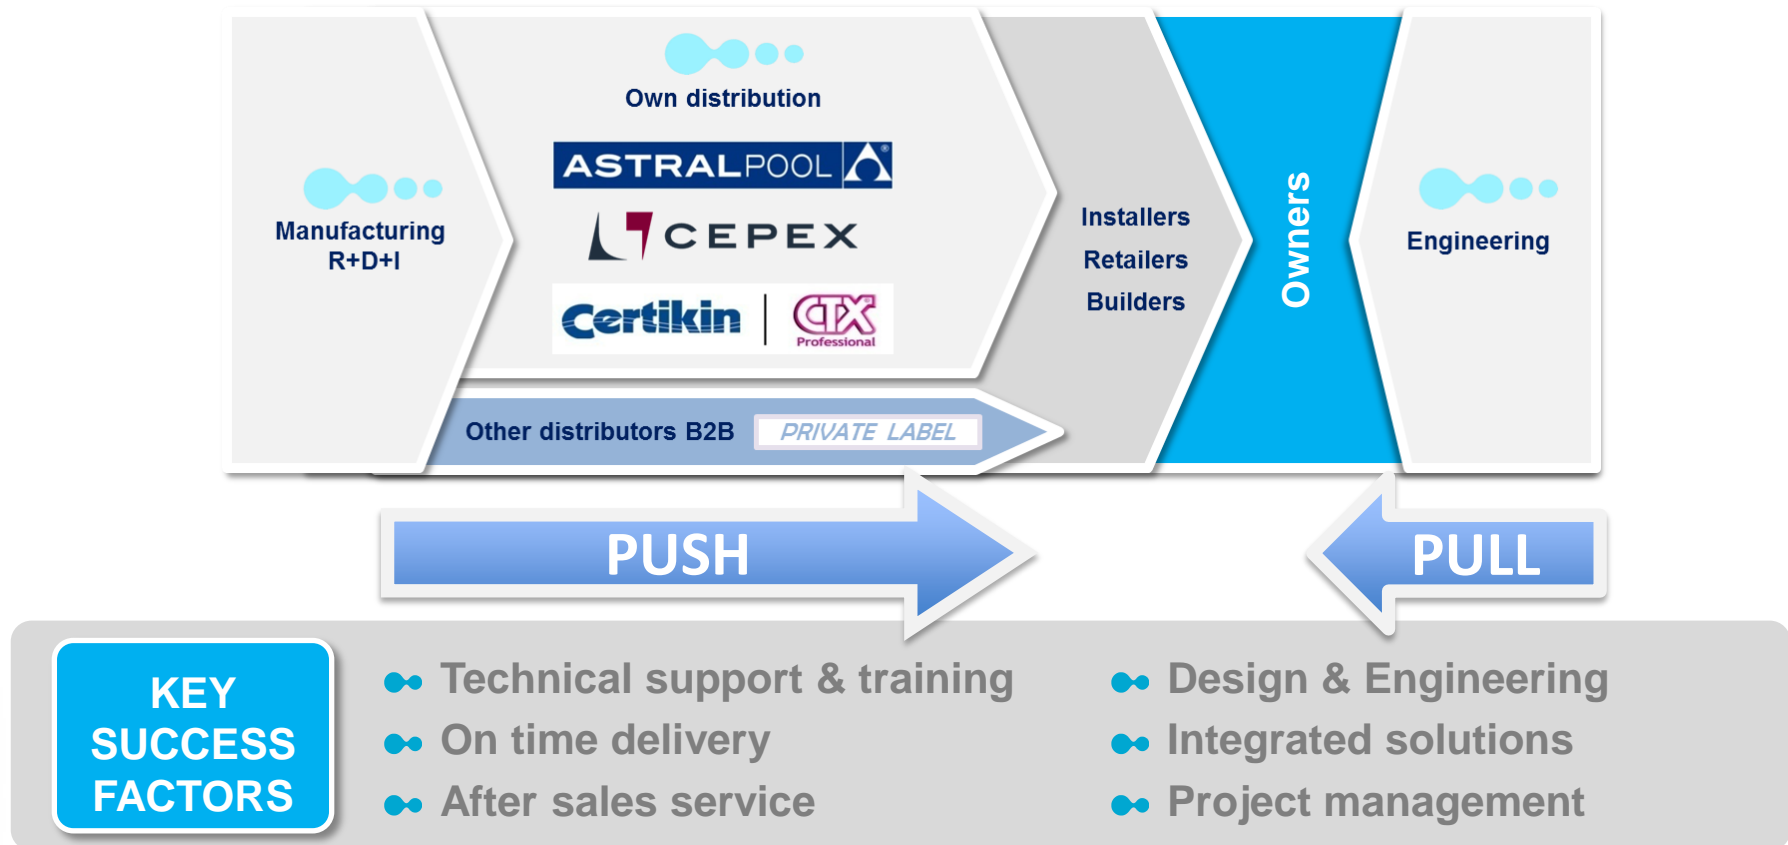 Manufacturing
R+D+I
Own distribution
ASTRALPOOL ®
CEPEX
Certikin
CTX
Professional
Other distributors B2B
PRIVATE LABEL
Installers
Retailers
Builders
Owners
Engineering
PUSH
PULL
KEY
SUCCESS
FACTORS
Technical support & training
On time delivery
After sales service
Design & Engineering
Integrated solutions
Project management